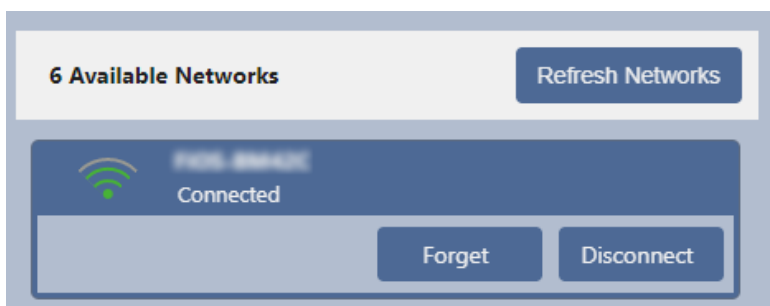 6 Available Networks
Refresh Networks
Connected
Forget
Disconnect